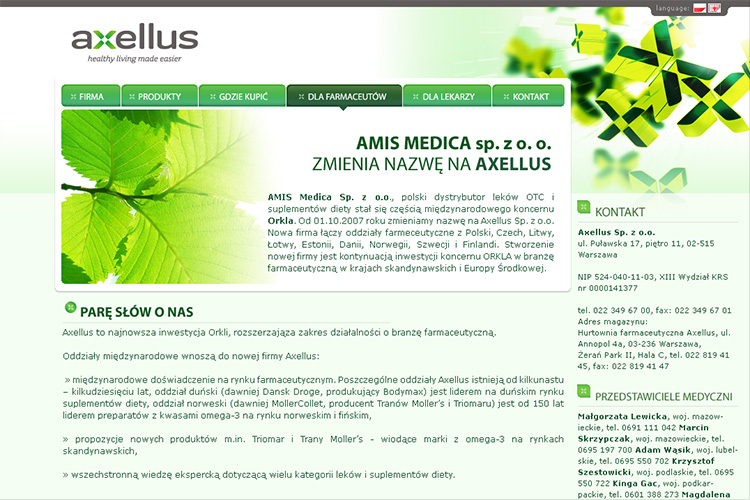 language:
axellus
healthy living made easier
FIRMA
PRODUKTY
GDZIE KUPIĆ
DLA FARMACEUTÓW
DLA LEKARZY
KONTAKT
AMIS MEDICA sp. z o. o.
ZMIENIA NAZWĘ NA AXELLUS
AMIS Medica Sp. z o.o., polski dystrybutor leków OTC i
suplementów diety stał się częścią międzynarodowego koncernu
Orkla. Od 01.10.2007 roku zmieniamy nazwę na Axellus Sp. z o.o.
Nowa firma łączy oddziały farmeceutyczne z Polski, Czech, Litwy,
Łotwy, Estonii, Danii, Norwegii, Szwecji i Finlandi. Stworzenie
nowej firmy jest kontynuacją inwestycji koncernu ORKLA w branżę
farmaceutyczną w krajach skandynawskich i Europy Środkowej.
PARĘ SŁÓW O NAS
Axellus to najnowsza inwestycja Orkli, rozszerzająza zakres działalności o branżę farmaceutyczną.
Oddziały międzynarodowe wnoszą do nowej firmy Axellus:
» międzynarodowe doświadczenie na rynku farmaceutycznym. Poszczególne oddziały Axellus istnieją od kilkunastu
– kilkudziesięciu lat, oddział duński (dawniej Dansk Droge, produkujący Bodymax) jest liderem na duńskim rynku
suplementów diety, oddział norweski (dawniej MollerCollet, producent Tranów Moller's i Triomaru) jest od 150 lat
liderem preparatów z kwasami omega-3 na rynku norweskim i fińskim,
» propozycje nowych produktów m.in. Triomar i Trany Moller's - wiodące marki z omega-3 na rynkach
skandynawskich,
» wszechstronną wiedzę ekspercką dotyczącą wielu kategorii leków i suplementów diety.
KONTAKT
Axellus Sp. z o.o.
ul. Puławska 17, piętro 11, 02-515
Warszawa
NIP 524-040-11-03, XIII Wydział KRS
nr 0000141377
tel. 022 349 67 00, fax: 022 349 67 01
Adres magazynu:
Hurtownia farmaceutyczna Axellus, ul.
Annopol 4a, 03-236 Warszawa,
Żerań Park II, Hala C, tel. 022 819 41
45, fax: 022 819 41 47
PRZEDSTAWICIELE MEDYCZNI
Małgorzata Lewicka, woj. mazow-
ieckie, tel. 0691 111 042 Marcin
Skrzypczak, woj. mazowieckie, tel.
0695 197 700 Adam Wąsik, woj. lubel-
skie, tel. 0695 550 702 Krzysztof
Szestowicki, woj. podlaskie, tel. 0695
550 722 Kinga Gac, woj. podkar-
packie, tel. 0601 388 273 Magdalena